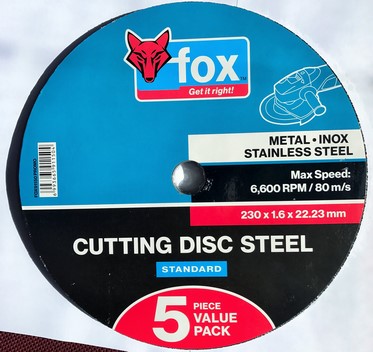 fox™
Get it right!
METAL • INOX
STAINLESS STEEL
Max Speed:
6,600 RPM / 80 m/s
230 x 1.6 x 22.23 mm
CUTTING DISC STEEL
STANDARD
5 PIECE
VALUE
PACK